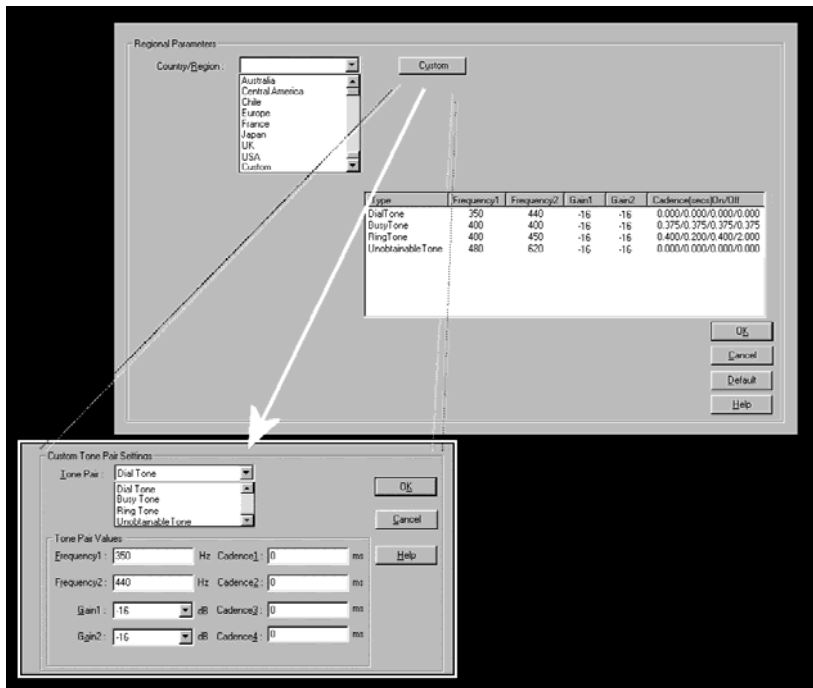 Regional Parameters
Country/Region : Custom
Australia
Central America
Chile
Europe
France
Japan
UK
USA
Custom
Type Frequency1 Frequency2 Gain1 Gain2 Cadence(secs)On/Off
DialTone 350 440 -16 -16 0.000/0.000/0.000/0.000
BusyTone 400 400 -16 -16 0.375/0.375/0.375/0.375
RingTone 400 450 -16 -16 0.400/0.200/0.400/2.000
UnobtainableTone 480 620 -16 -16 0.000/0.000/0.000/0.000
OK
Cancel
Default
Help
Custom Tone Pair Settings
Tone Pair : Dial Tone
Dial Tone
Busy Tone
Ring Tone
Unobtainable Tone
OK
Cancel
Help
Tone Pair Values
Frequency1 : 350 Hz Cadence1 : 0 ms
Frequency2 : 440 Hz Cadence2 : 0 ms
Gain1 : -16 dB Cadence3 : 0 ms
Gain2 : -16 dB Cadence4 : 0 ms